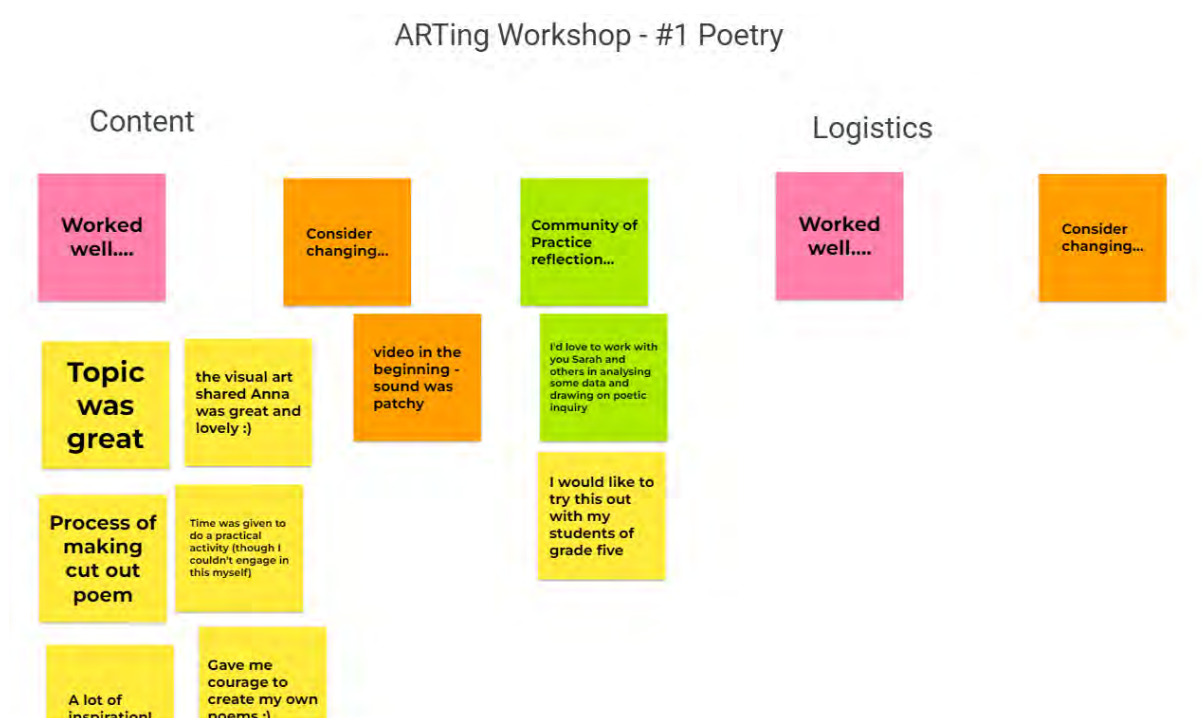 ARTing Workshop - #1 Poetry
Content
Logistics
Worked
well....
Consider
changing...
Community of
Practice
reflection...
Worked
well....
Consider
changing...
Topic
was
great
the visual art
shared Anna
was great and
lovely :)
video in the
beginning -
sound was
patchy
I'd love to work with
you Sarah and
others in analysing
some data and
drawing on poetic
inquiry
Process of
making
cut out
poem
Time was given to
do a practical
activity (though I
couldn't engage in
this myself)
I would like to
try this out
with my
students of
grade five
A lot of
inspiration!
Gave me
courage to
create my own
poems :)